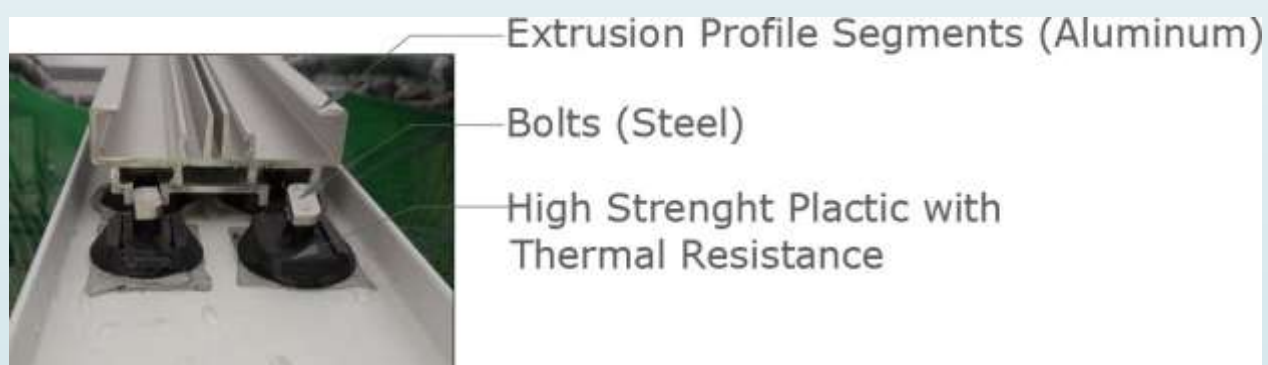 Extrusion Profile Segments (Aluminum)
Bolts (Steel)
High Strenght Plactic with
Thermal Resistance